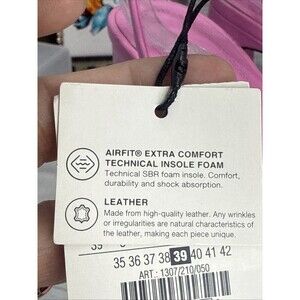 AIRFIT® EXTRA COMFORT
TECHNICAL INSOLE FOAM
Technical SBR foam insole. Comfort,
durability and shock absorption.
LEATHER
Made from high-quality leather. Any wrinkles
or irregularities are natural characteristics of
the leather, making each piece unique.
39
35 36 37 38 39 40 41 42
ART.: 1307/210/050